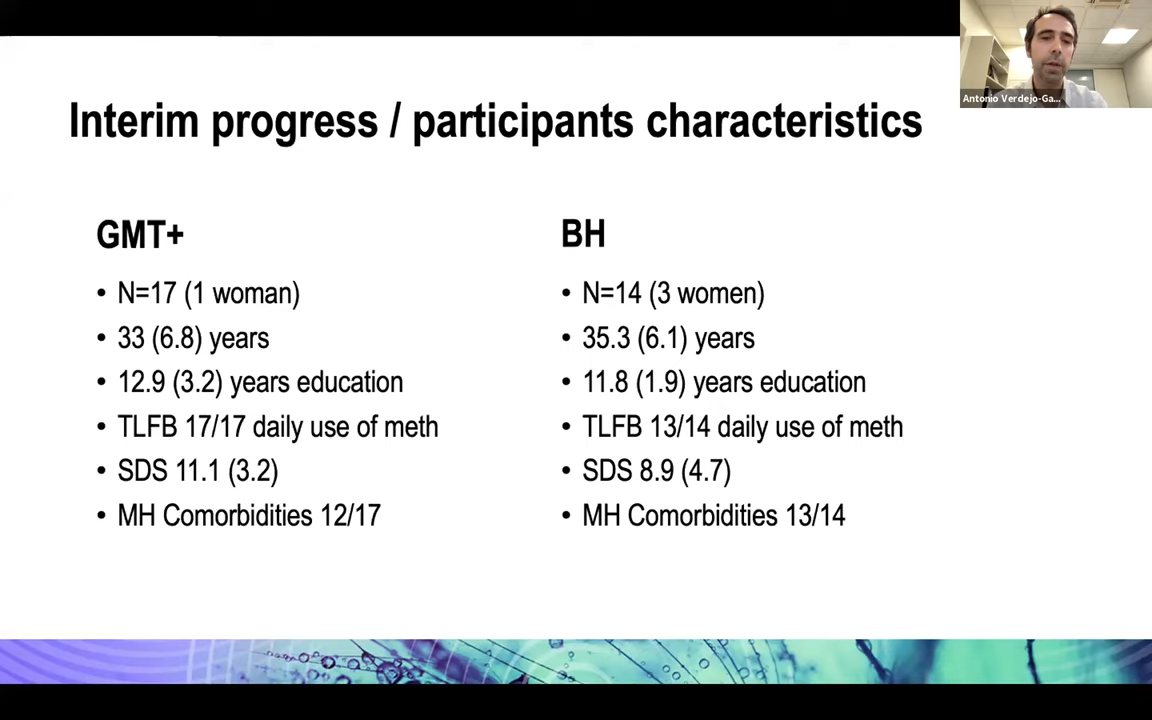 Antonio Verdejo-Ga...
Interim progress / participants characteristics
GMT+
• N=17 (1 woman)
• 33 (6.8) years
• 12.9 (3.2) years education
• TLFB 17/17 daily use of meth
• SDS 11.1 (3.2)
• MH Comorbidities 12/17
BH
• N=14 (3 women)
• 35.3 (6.1) years
• 11.8 (1.9) years education
• TLFB 13/14 daily use of meth
• SDS 8.9 (4.7)
• MH Comorbidities 13/14